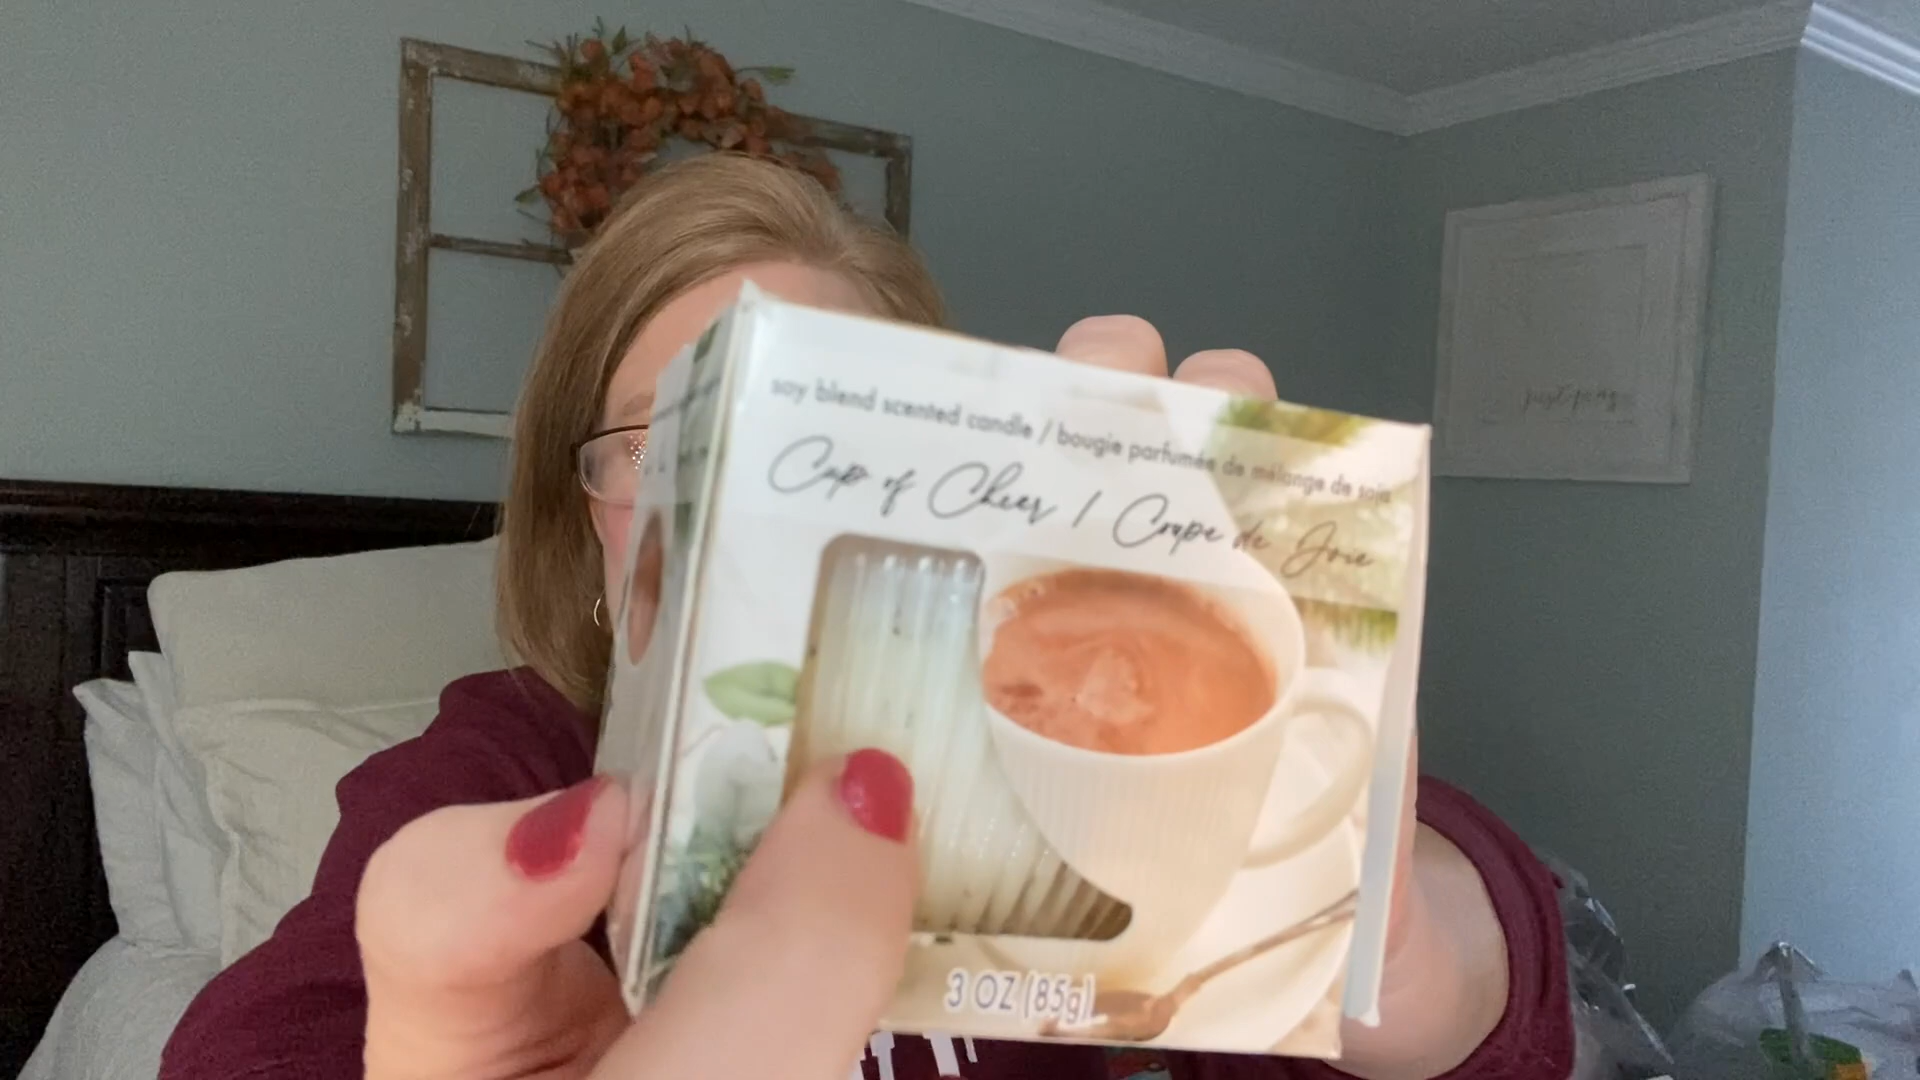 soy blend scented candle / bougie parfumée de mélange de soja
Cup of Cheer / Coupe de Joie
3 OZ (85g)